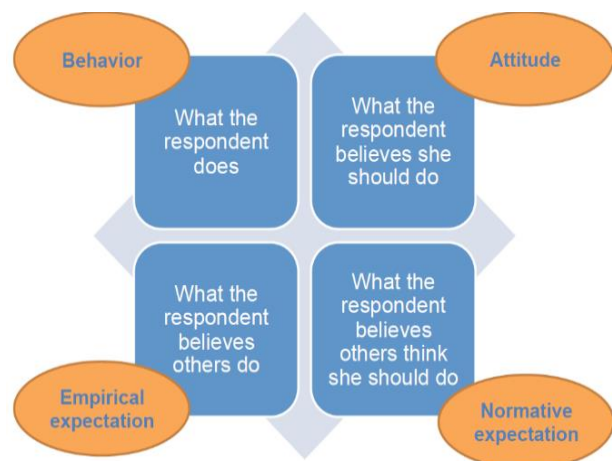 Behavior
Attitude
What the
respondent
does
What the
respondent
believes she
should do
What the
respondent
believes
others do
What the
respondent
believes
others think
she should do
Empirical
expectation
Normative
expectation